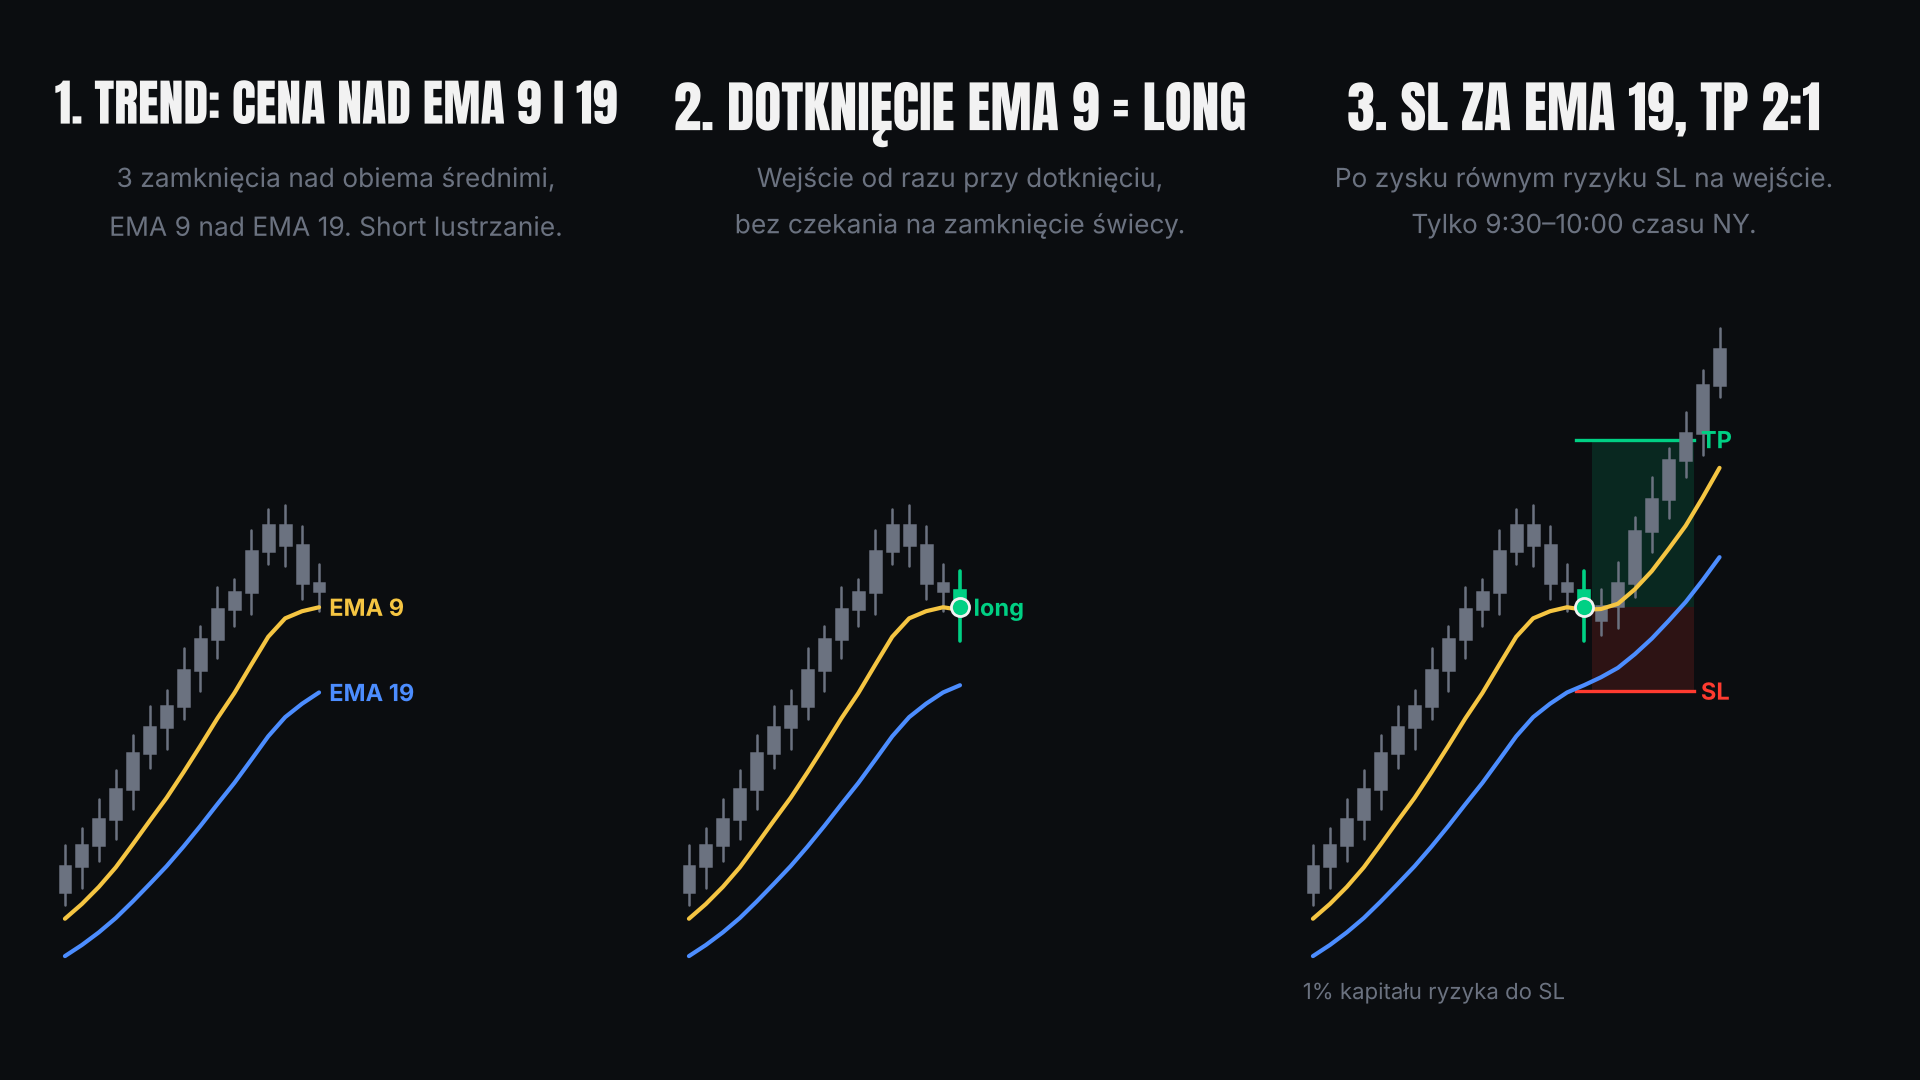 1. TREND: CENA NAD EMA 9 I 19
3 zamknięcia nad obiema średnimi,
EMA 9 nad EMA 19. Short lustrzanie.
EMA 9
EMA 19
2. DOTKNIĘCIE EMA 9 = LONG
Wejście od razu przy dotknięciu,
bez czekania na zamknięcie świecy.
long
3. SL ZA EMA 19, TP 2:1
Po zysku równym ryzyku SL na wejście.
Tylko 9:30–10:00 czasu NY.
TP
SL
1% kapitału ryzyka do SL